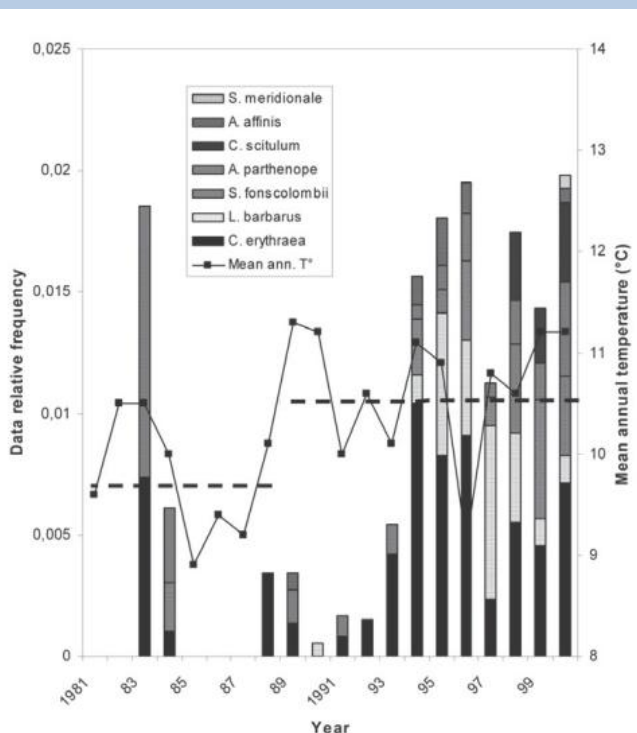 0,025
0,02
0,015
0,01
0,005
0
Data relative frequency
S. meridionale
A. affinis
C. scitulum
A. parthenope
S. fonscolombii
L. barbarus
C. erythraea
Mean ann. T°
14
13
12
11
10
9
8
Mean annual temperature (°C)
1981 83 85 87 89 1991 93 95 97 99
Year